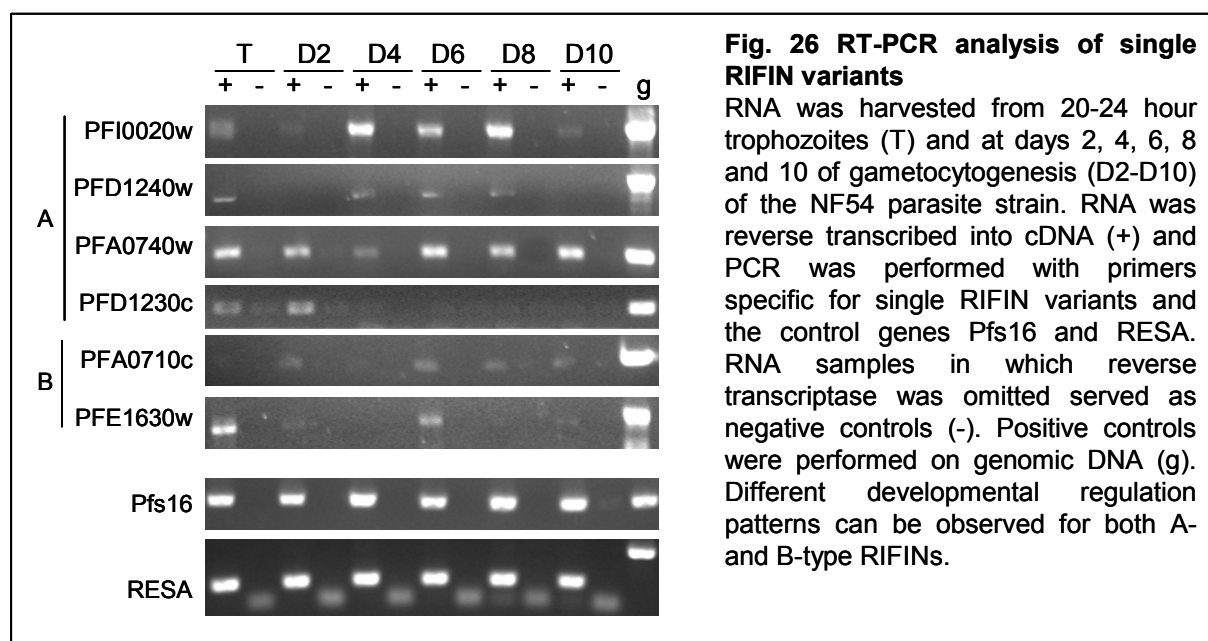 T D2 D4 D6 D8 D10
+ - + - + - + - + - + - g
A
PFI0020w
PFD1240w
PFA0740w
PFD1230c
B
PFA0710c
PFE1630w
Pfs16
RESA
Fig. 26 RT-PCR analysis of single
RIFIN variants
RNA was harvested from 20-24 hour
trophozoites (T) and at days 2, 4, 6, 8
and 10 of gametocytogenesis (D2-D10)
of the NF54 parasite strain. RNA was
reverse transcribed into cDNA (+) and
PCR was performed with primers
specific for single RIFIN variants and
the control genes Pfs16 and RESA.
RNA samples in which reverse
transcriptase was omitted served as
negative controls (-). Positive controls
were performed on genomic DNA (g).
Different developmental regulation
patterns can be observed for both A-
and B-type RIFINs.